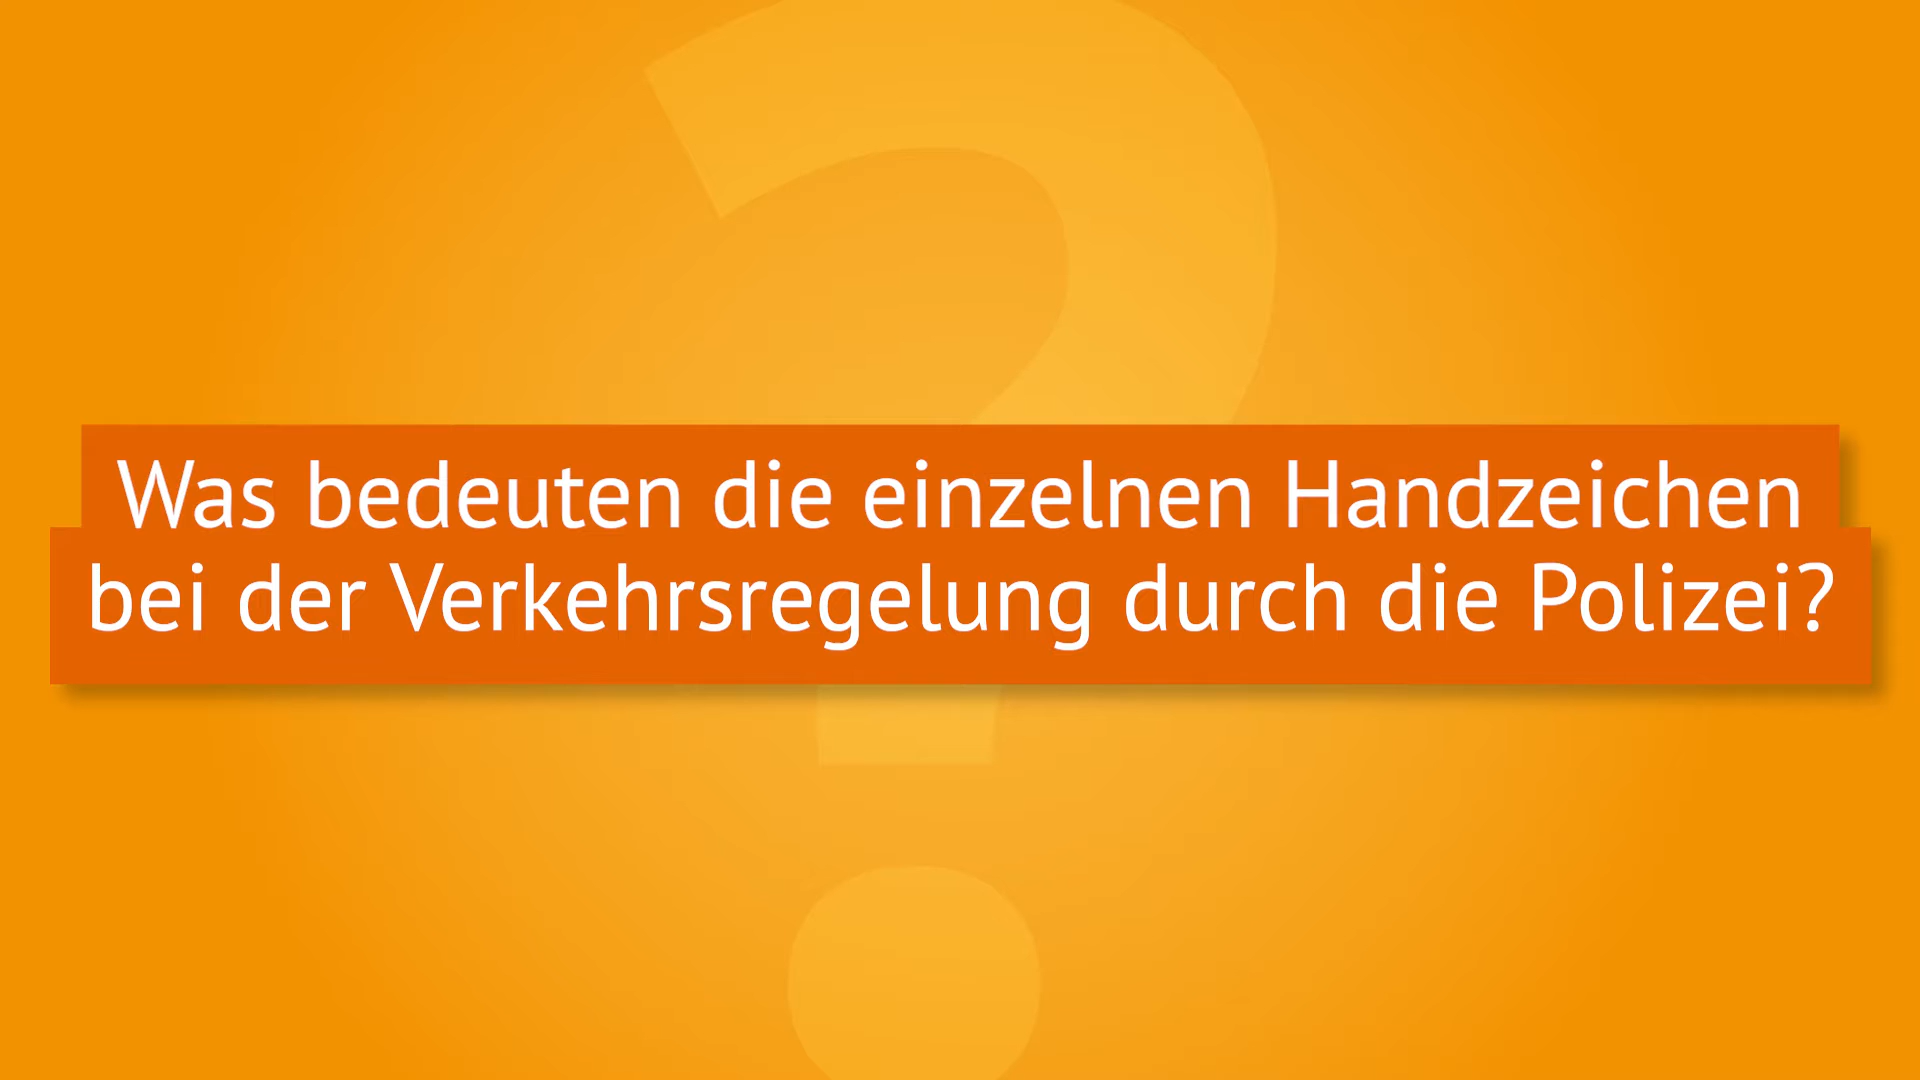 Was bedeuten die einzelnen Handzeichen
bei der Verkehrsregelung durch die Polizei?